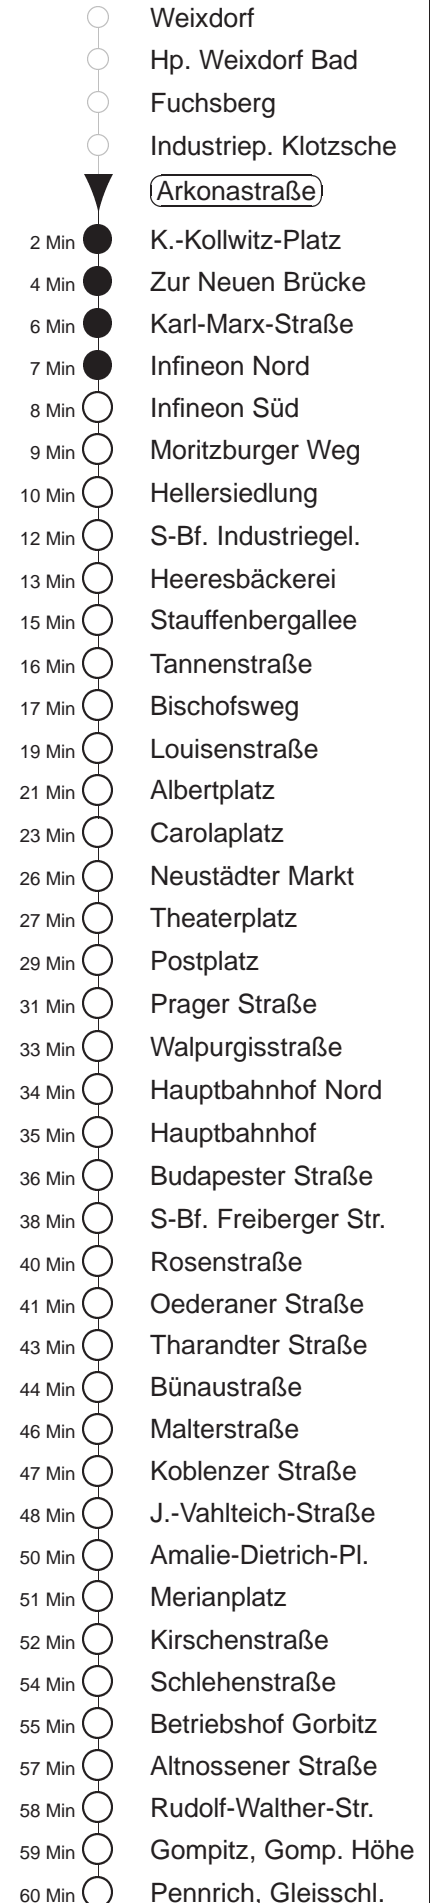 Weixdorf
Hp. Weixdorf Bad
Fuchsberg
Industriep. Klotzsche
Arkonastraße
2 Min K.-Kollwitz-Platz
4 Min Zur Neuen Brücke
6 Min Karl-Marx-Straße
7 Min Infineon Nord
8 Min Infineon Süd
9 Min Moritzburger Weg
10 Min Hellersiedlung
12 Min S-Bf. Industriegel.
13 Min Heeresbäckerei
15 Min Stauffenbergallee
16 Min Tannenstraße
17 Min Bischofsweg
19 Min Louisenstraße
21 Min Albertplatz
23 Min Carolaplatz
26 Min Neustädter Markt
27 Min Theaterplatz
29 Min Postplatz
31 Min Prager Straße
33 Min Walpurgisstraße
34 Min Hauptbahnhof Nord
35 Min Hauptbahnhof
36 Min Budapester Straße
38 Min S-Bf. Freiberger Str.
40 Min Rosenstraße
41 Min Oederaner Straße
43 Min Tharandter Straße
44 Min Bünaustraße
46 Min Malterstraße
47 Min Koblenzer Straße
48 Min J.-Vahlteich-Straße
50 Min Amalie-Dietrich-Pl.
51 Min Merianplatz
52 Min Kirschenstraße
54 Min Schlehenstraße
55 Min Betriebshof Gorbitz
57 Min Altnossener Straße
58 Min Rudolf-Walther-Str.
59 Min Gompitz, Gomp. Höhe
60 Min Pennrich, Gleisschl.